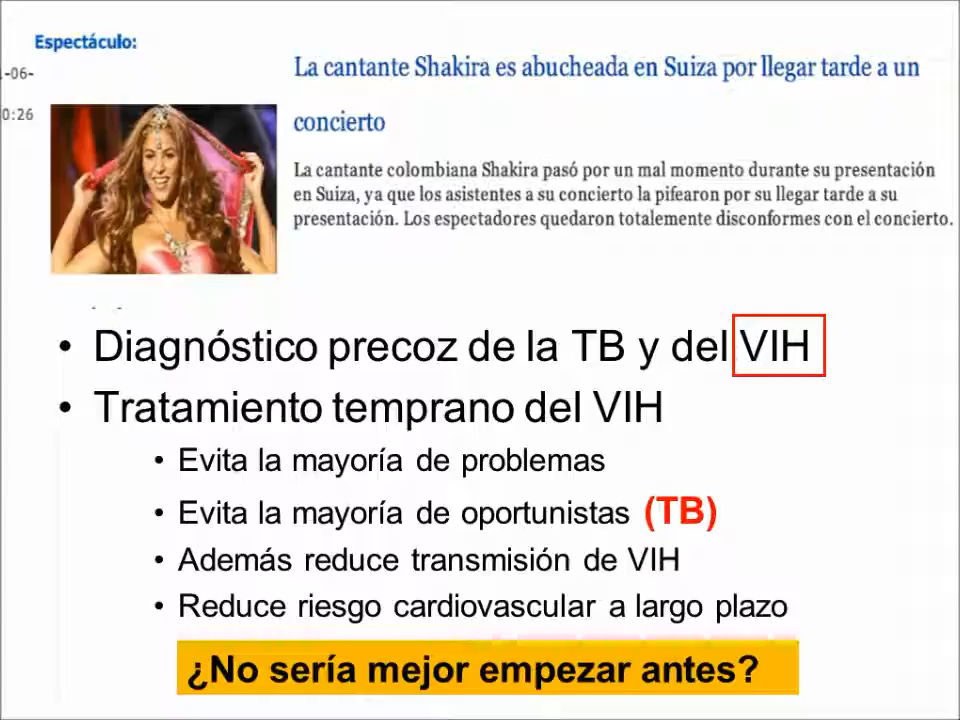 Espectáculo:
-06-
0:26
La cantante Shakira es abucheada en Suiza por llegar tarde a un
concierto
La cantante colombiana Shakira pasó por un mal momento durante su presentación
en Suiza, ya que los asistentes a su concierto la pifearon por su llegar tarde a su
presentación. Los espectadores quedaron totalmente disconformes con el concierto.
• Diagnóstico precoz de la TB y del VIH
• Tratamiento temprano del VIH
• Evita la mayoría de problemas
• Evita la mayoría de oportunistas (TB)
• Además reduce transmisión de VIH
• Reduce riesgo cardiovascular a largo plazo
¿No sería mejor empezar antes?